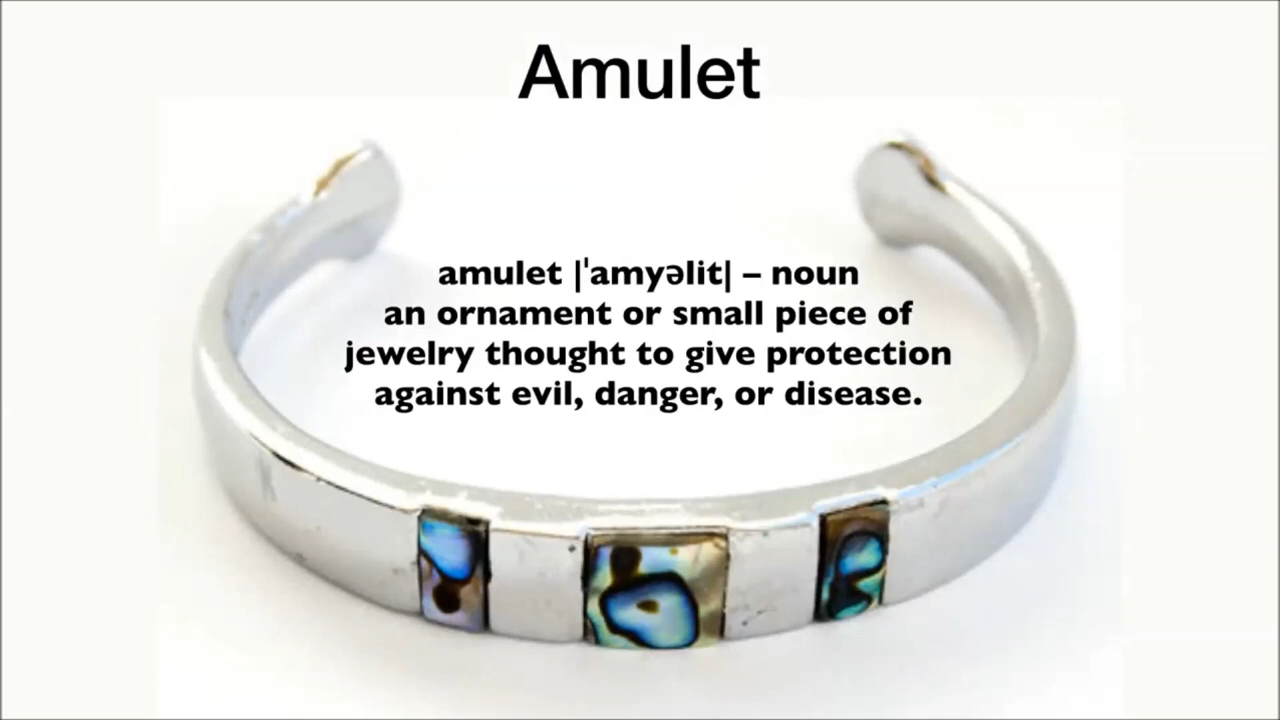 Amulet
amulet |ˈamyəlit| – noun
an ornament or small piece of
jewelry thought to give protection
against evil, danger, or disease.